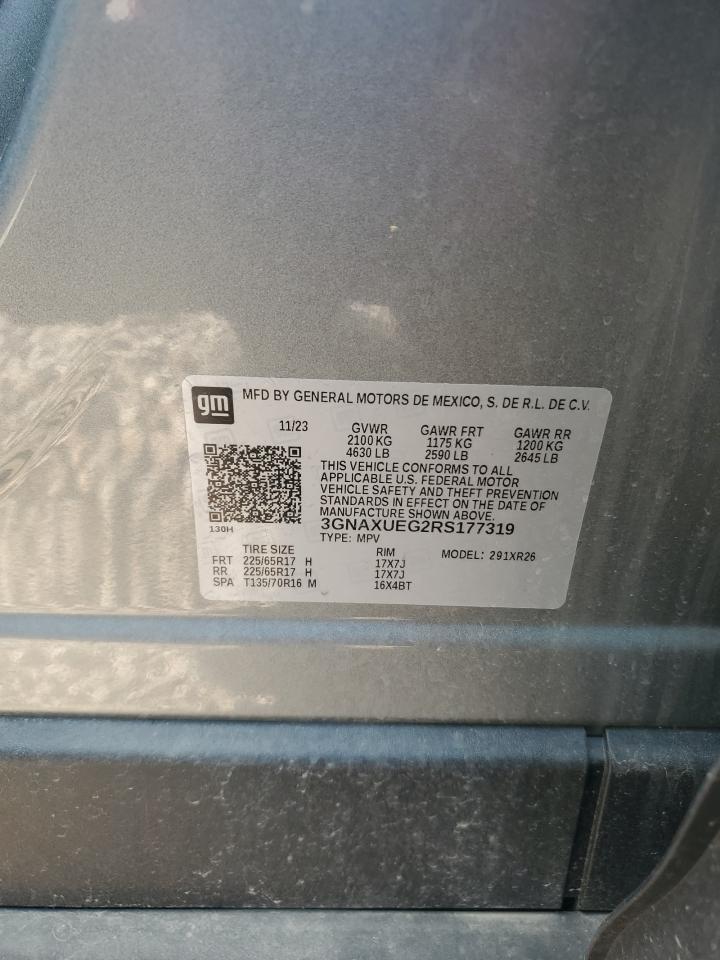 gm MFD BY GENERAL MOTORS DE MEXICO, S. DE R.L. DE C.V.
11/23 GVWR GAWR FRT GAWR RR
2100 KG 1175 KG 1200 KG
4630 LB 2590 LB 2645 LB
THIS VEHICLE CONFORMS TO ALL
APPLICABLE U.S. FEDERAL MOTOR
VEHICLE SAFETY AND THEFT PREVENTION
STANDARDS IN EFFECT ON THE DATE OF
MANUFACTURE SHOWN ABOVE.
3GNAXUEG2RS177319
130H
TYPE: MPV
TIRE SIZE RIM MODEL: 291XR26
FRT 225/65R17 H 17X7J
RR 225/65R17 H 17X7J
SPA T135/70R16 M 16X4BT